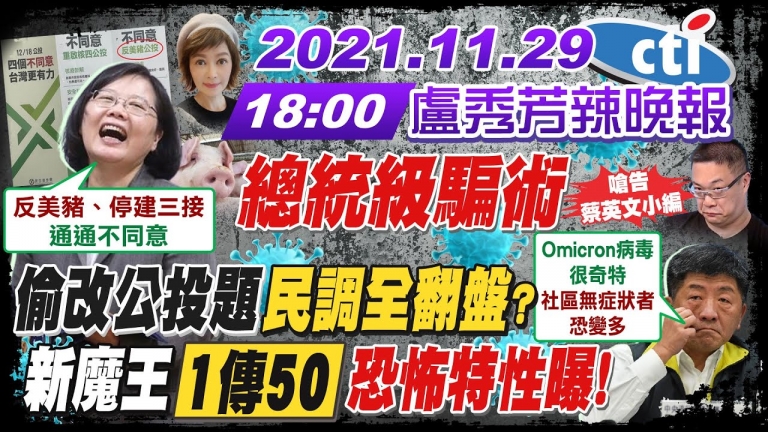 12/18公投
四個不同意
台灣更有力
不同意
重啟核四公投
不同意
反美豬公投
2021.11.29
cti
18:00
盧秀芳辣晚報
反美豬、停建三接
通通不同意
總統級騙術
嗆告
蔡英文小編
Omicron病毒
很奇特
社區無症狀者
恐變多
偷改公投題民調全翻盤?
新魔王1傳50恐怖特性曝!